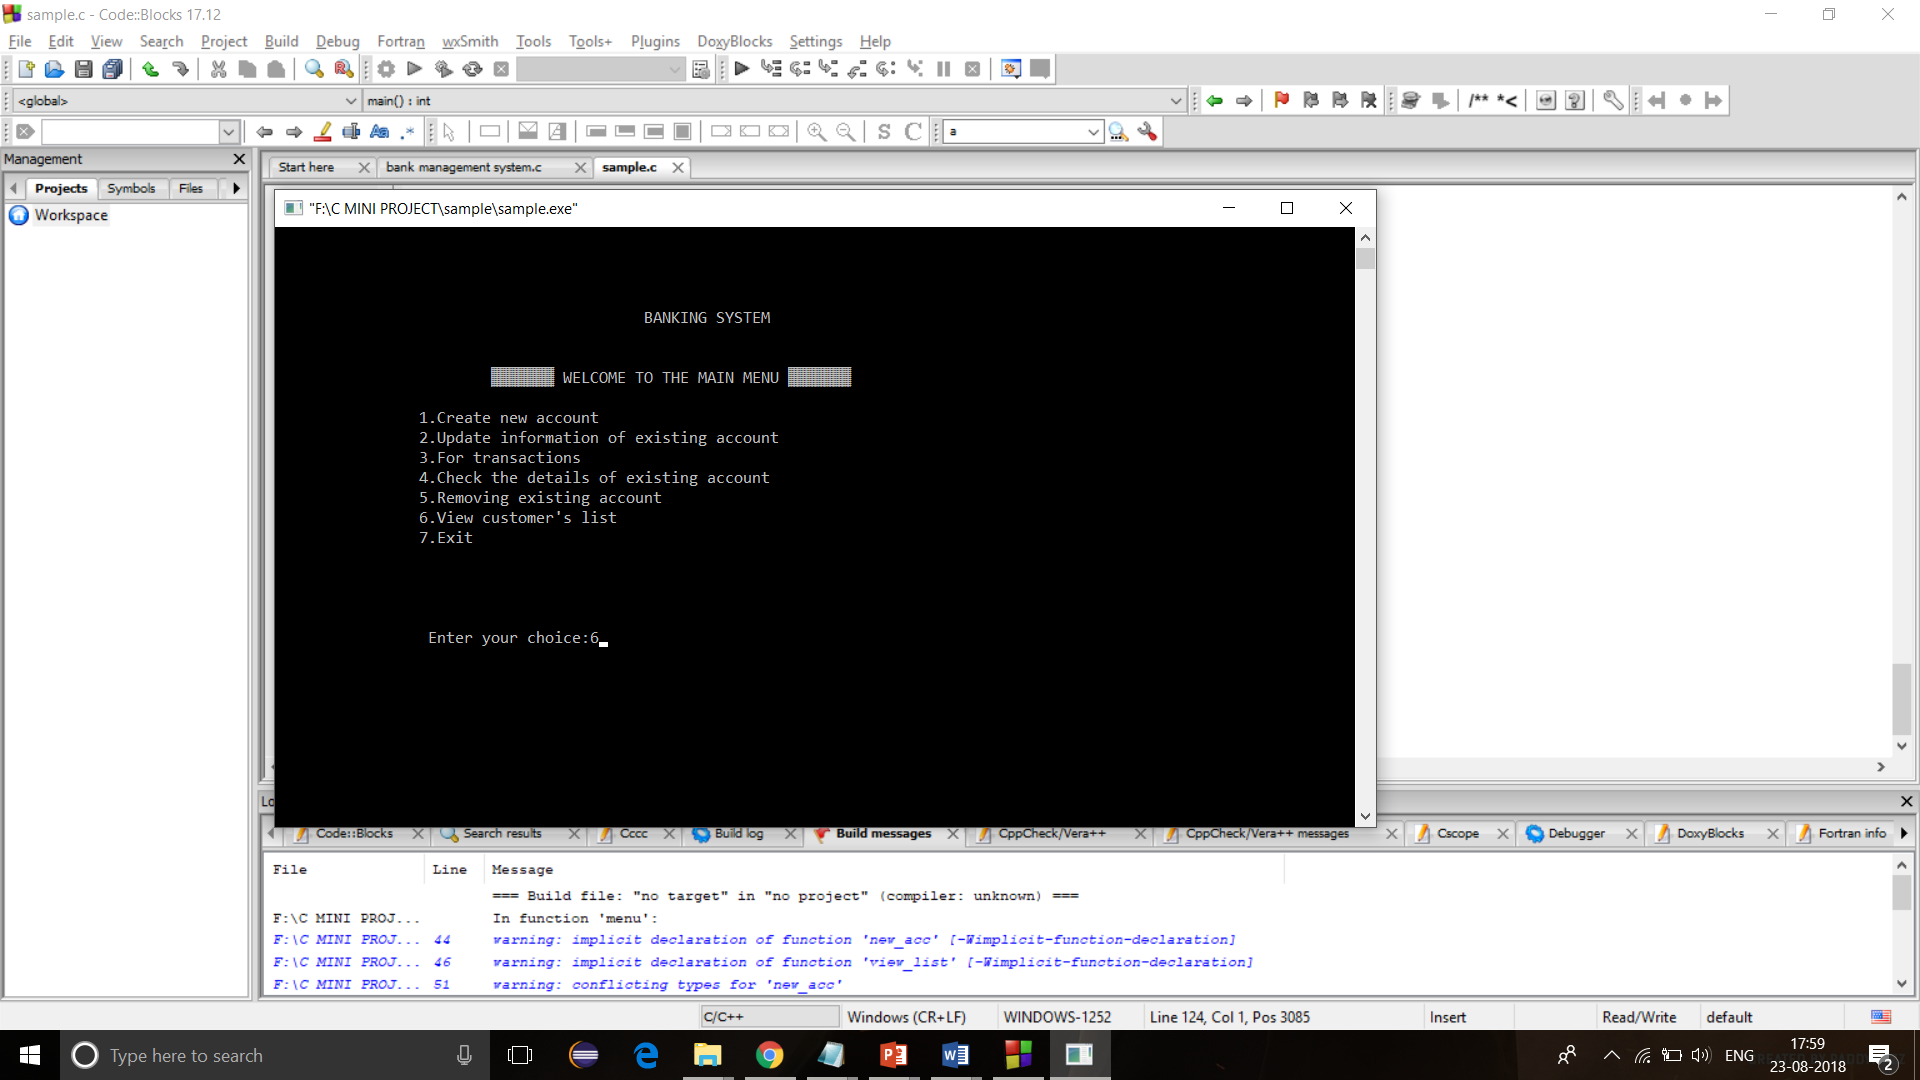 sample.c - Code::Blocks 17.12
File Edit View Search Project Build Debug Fortran wxSmith Tools Tools+ Plugins DoxyBlocks Settings Help
<global> main() : int
/** *<
Aa .* S C a
Management
Start here bank management system.c sample.c
Projects Symbols Files
Workspace
"F:\C MINI PROJECT\sample\sample.exe"
BANKING SYSTEM
WELCOME TO THE MAIN MENU
1.Create new account
2.Update information of existing account
3.For transactions
4.Check the details of existing account
5.Removing existing account
6.View customer's list
7.Exit
Enter your choice:6
Lo
Code::Blocks Search results Cccc Build log Build messages CppCheck/Vera++ CppCheck/Vera++ messages Cscope Debugger DoxyBlocks Fortran info
File Line Message
=== Build file: "no target" in "no project" (compiler: unknown) ===
F:\C MINI PROJ... In function 'menu':
F:\C MINI PROJ... 44 warning: implicit declaration of function 'new_acc' [-Wimplicit-function-declaration]
F:\C MINI PROJ... 46 warning: implicit declaration of function 'view_list' [-Wimplicit-function-declaration]
F:\C MINI PROJ... 51 warning: conflicting types for 'new_acc'
C/C++ Windows (CR+LF) WINDOWS-1252 Line 124, Col 1, Pos 3085 Insert Read/Write default
Type here to search
ENG
17:59
23-08-2018
2